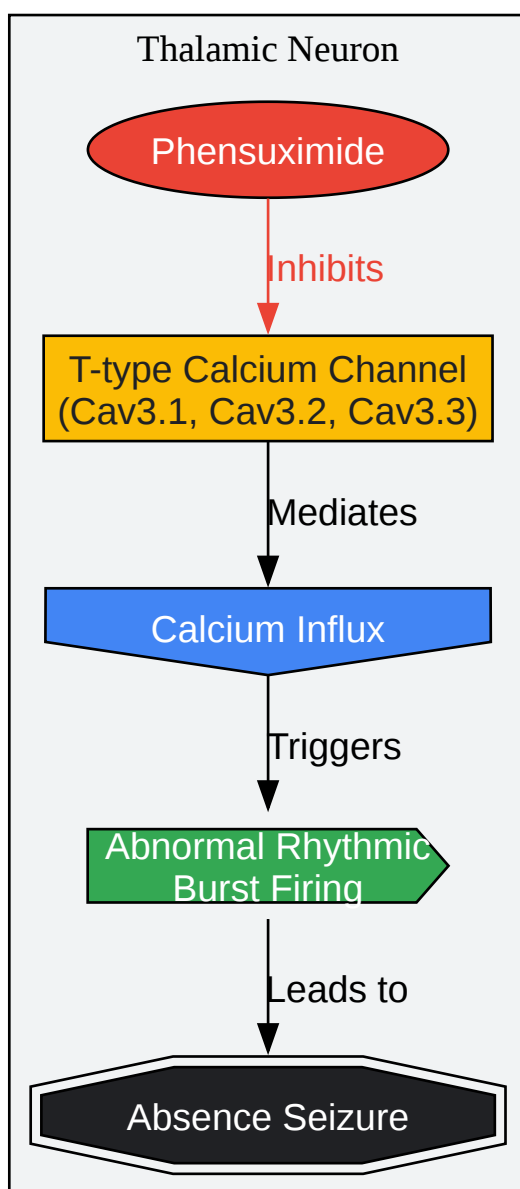 Thalamic Neuron
Phensuximide
Inhibits
T-type Calcium Channel
(Cav3.1, Cav3.2, Cav3.3)
Mediates
Calcium Influx
Triggers
Abnormal Rhythmic
Burst Firing
Leads to
Absence Seizure